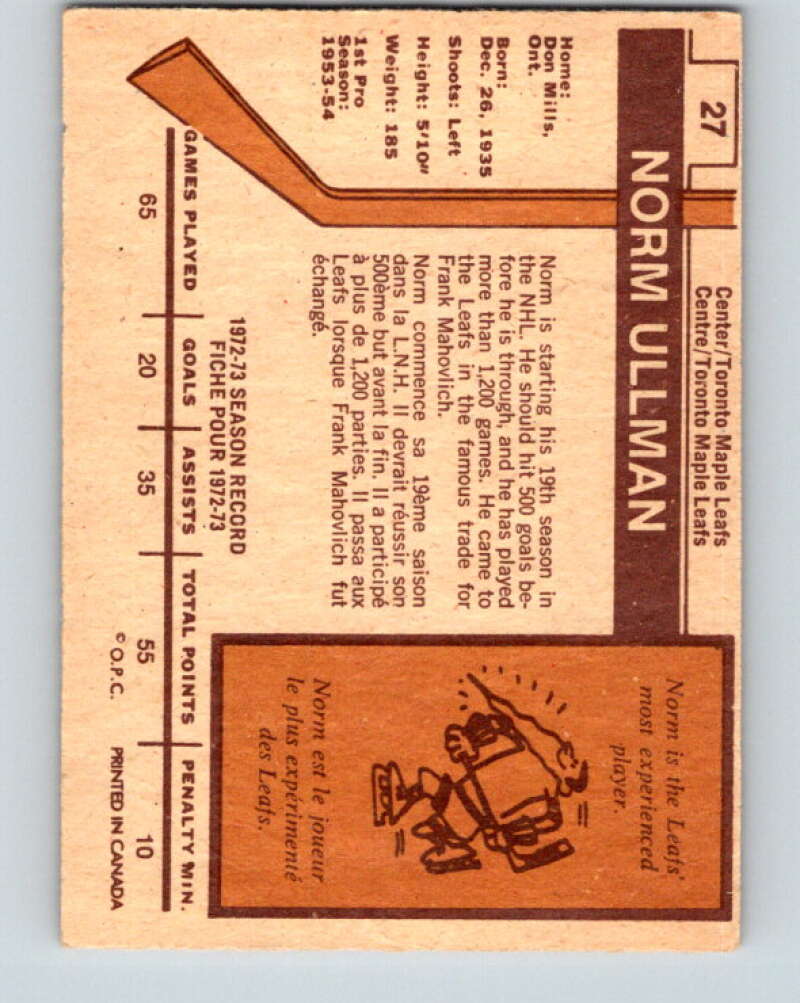 27
Center/Toronto Maple Leafs
Centre/Toronto Maple Leafs
NORM ULLMAN
Home:
Don Mills,
Ont.
Born:
Dec. 26, 1935
Shoots: Left
Height: 5'10"
Weight: 185
1st Pro
Season:
1953-54
Norm is starting his 19th season in
the NHL. He should hit 500 goals be-
fore he is through, and he has played
more than 1,200 games. He came to
the Leafs in the famous trade for
Frank Mahovlich.
Norm commence sa 19ème saison
dans la L.N.H. Il devrait réussir son
500ème but avant la fin. Il a participé
à plus de 1,200 parties. Il passa aux
Leafs lorsque Frank Mahovlich fut
échangé.
Norm is the Leafs'
most experienced
player.
Norm est le joueur
le plus expérimenté
des Leafs.
1972-73 SEASON RECORD
FICHE POUR 1972-73
GAMES PLAYED GOALS ASSISTS TOTAL POINTS PENALTY MIN.
65 20 35 55 10
© O.P.C. PRINTED IN CANADA